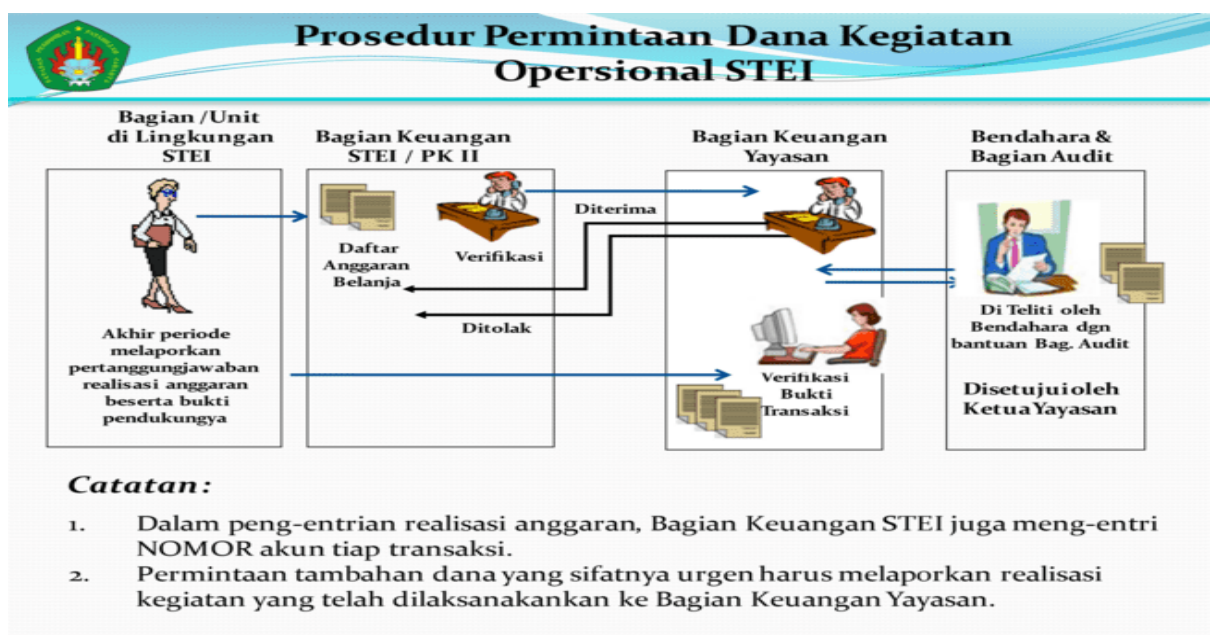 Prosedur Permintaan Dana Kegiatan
Opersional STEI
Bagian /Unit
di Lingkungan
STEI
Bagian Keuangan
STEI / PK II
Bagian Keuangan
Yayasan
Bendahara &
Bagian Audit
Akhir periode
melaporkan
pertanggungjawaban
realisasi anggaran
beserta bukti
pendukungya
Daftar
Anggaran
Belanja
Verifikasi
Diterima
Ditolak
Verifikasi
Bukti
Transaksi
Di Teliti oleh
Bendahara dgn
bantuan Bag. Audit
Disetujui oleh
Ketua Yayasan
Catatan:
1. Dalam peng-entrian realisasi anggaran, Bagian Keuangan STEI juga meng-entri
NOMOR akun tiap transaksi.
2. Permintaan tambahan dana yang sifatnya urgen harus melaporkan realisasi
kegiatan yang telah dilaksanakankan ke Bagian Keuangan Yayasan.